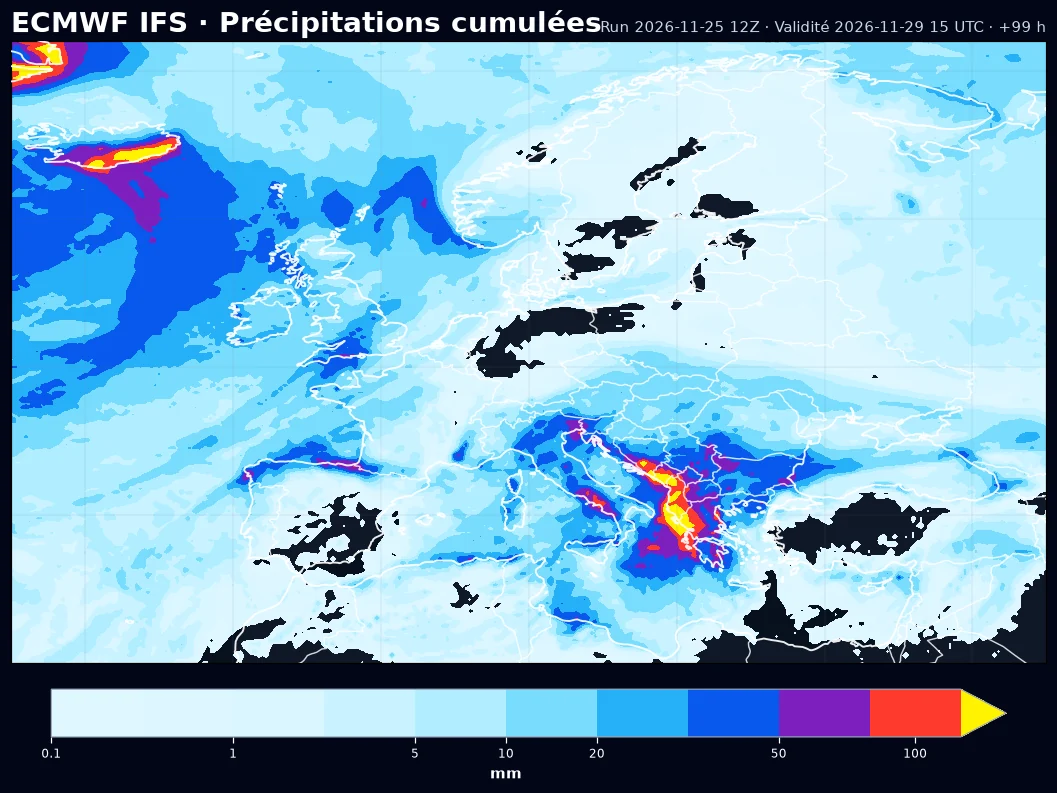 ECMWF IFS · Précipitations cumulées
Run 2026-11-25 12Z · Validité 2026-11-29 15 UTC · +99 h
0.1 1 5 10 20 50 100
mm